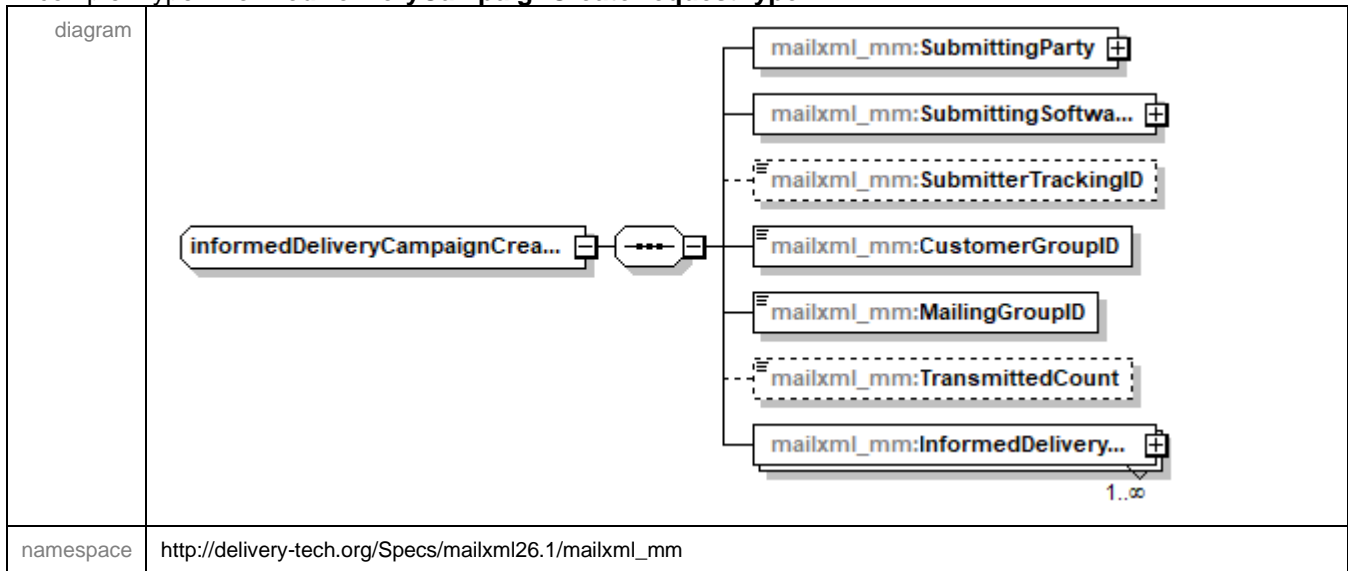 diagram
mailxml_mm:SubmittingParty
mailxml_mm:SubmittingSoftwa...
mailxml_mm:SubmitterTrackingID
informedDeliveryCampaignCrea...
mailxml_mm:CustomerGroupID
mailxml_mm:MailingGroupID
mailxml_mm:TransmittedCount
mailxml_mm:InformedDelivery...
1..∞
namespace http://delivery-tech.org/Specs/mailxml26.1/mailxml_mm